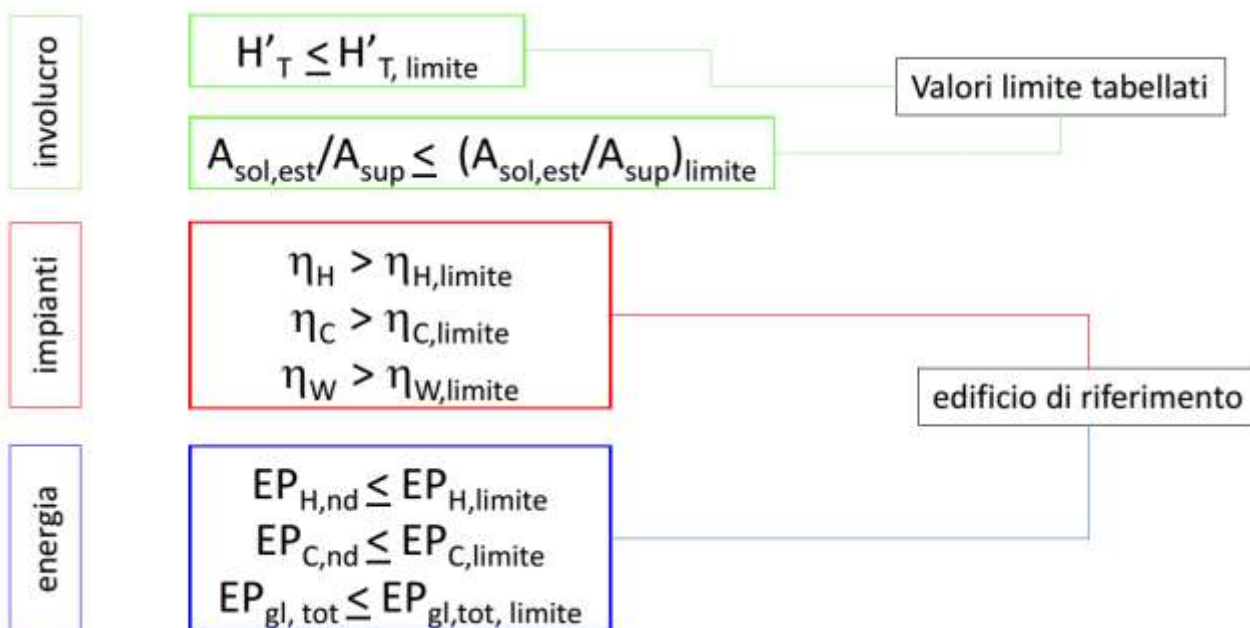 involucro
H'T ≤ H'T, limite
Valori limite tabellati
Asol,est/Asup ≤ (Asol,est/Asup)limite
impianti
ηH > ηH,limite
ηC > ηC,limite
ηW > ηW,limite
edificio di riferimento
energia
EPH,nd ≤ EPH,limite
EPC,nd ≤ EPC,limite
EPgl, tot ≤ EPgl,tot, limite